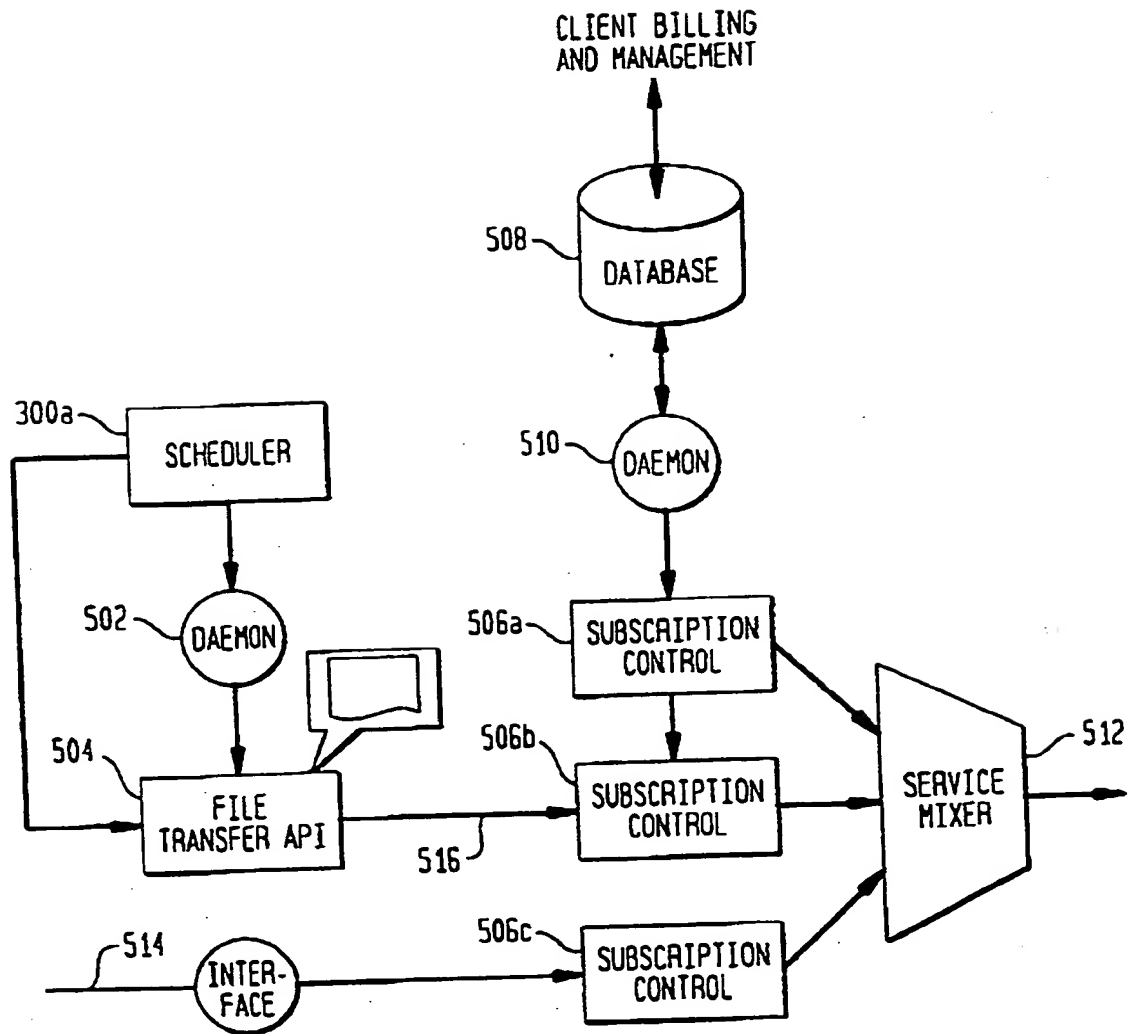 CLIENT BILLING
AND MANAGEMENT
508
DATABASE
300a
SCHEDULER
510
DAEMON
502
DAEMON
506a
SUBSCRIPTION
CONTROL
504
FILE
TRANSFER API
516
506b
SUBSCRIPTION
CONTROL
512
SERVICE
MIXER
514
INTER-
FACE
506c
SUBSCRIPTION
CONTROL